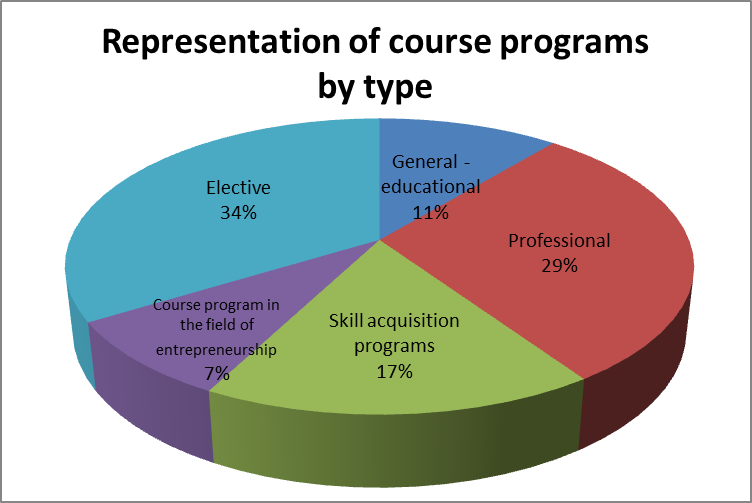 Representation of course programs
by type
General -
educational
11%
Professional
29%
Skill acquisition
programs
17%
Course program in
the field of
entrepreneurship
7%
Elective
34%